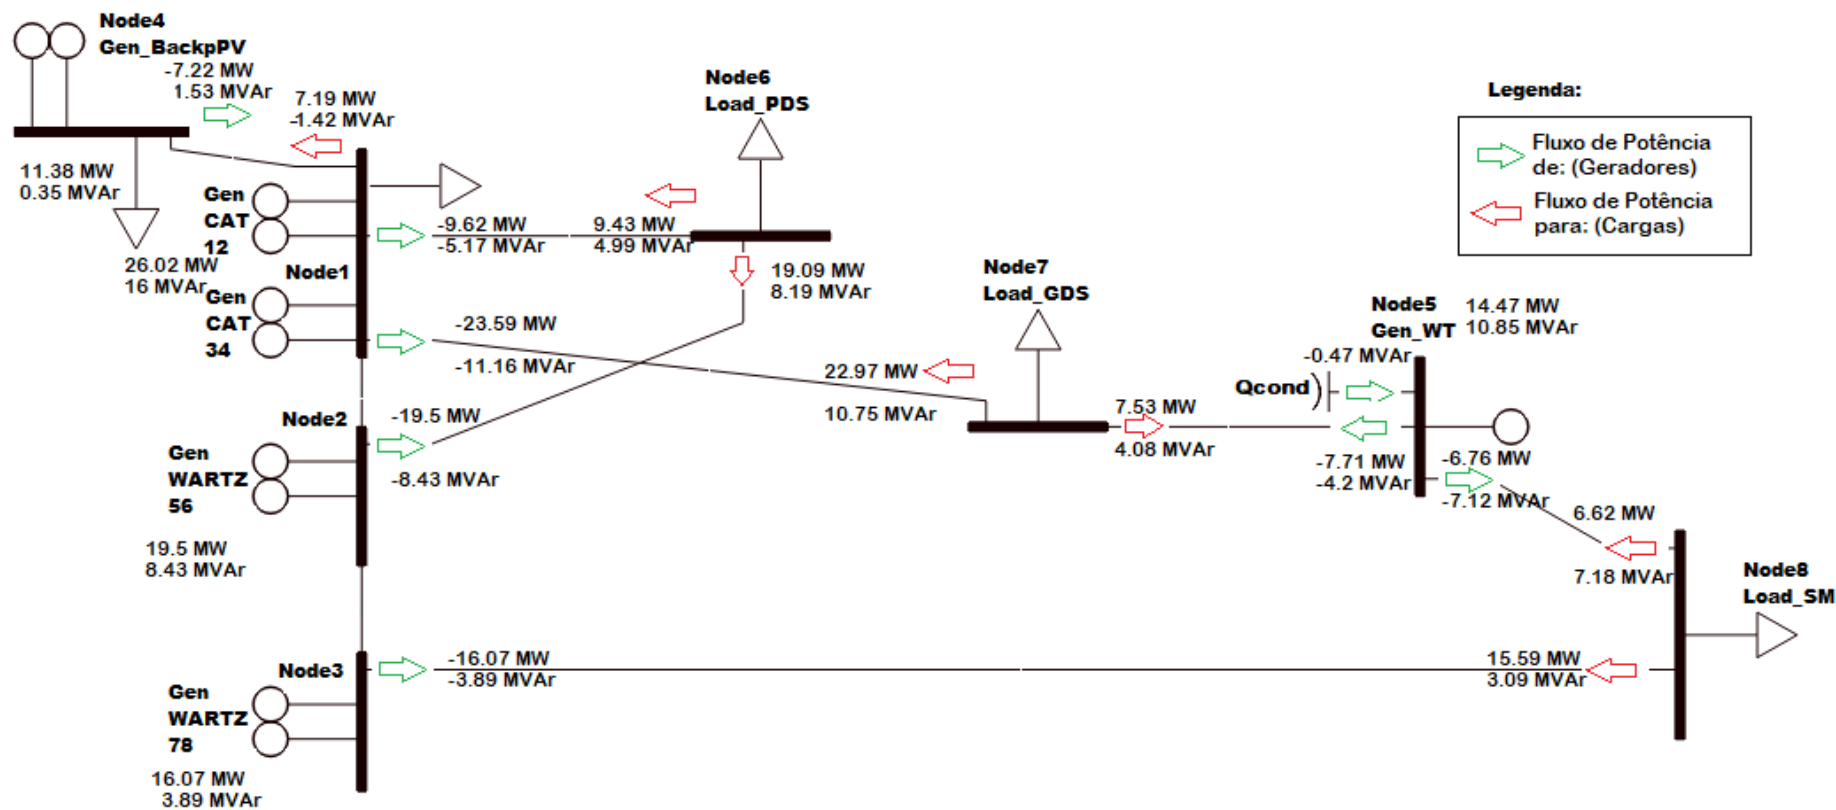 Node4
Gen_BackpPV
-7.22 MW
1.53 MVAr
7.19 MW
-1.42 MVAr
11.38 MW
0.35 MVAr
26.02 MW
16 MVAr
Gen
CAT
12
Node1
Gen
CAT
34
-9.62 MW
-5.17 MVAr
9.43 MW
4.99 MVAr
Node6
Load_PDS
19.09 MW
8.19 MVAr
-23.59 MW
-11.16 MVAr
22.97 MW
10.75 MVAr
Node7
Load_GDS
7.53 MW
4.08 MVAr
Legenda:
Fluxo de Potência
de: (Geradores)
Fluxo de Potência
para: (Cargas)
Node5
Gen_WT
14.47 MW
10.85 MVAr
-0.47 MVAr
Qcond
-7.71 MW
-4.2 MVAr
-6.76 MW
-7.12 MVAr
6.62 MW
7.18 MVAr
Node8
Load_SM
Node2
Gen
WARTZ
56
-19.5 MW
-8.43 MVAr
19.5 MW
8.43 MVAr
Node3
Gen
WARTZ
78
-16.07 MW
-3.89 MVAr
15.59 MW
3.09 MVAr
16.07 MW
3.89 MVAr